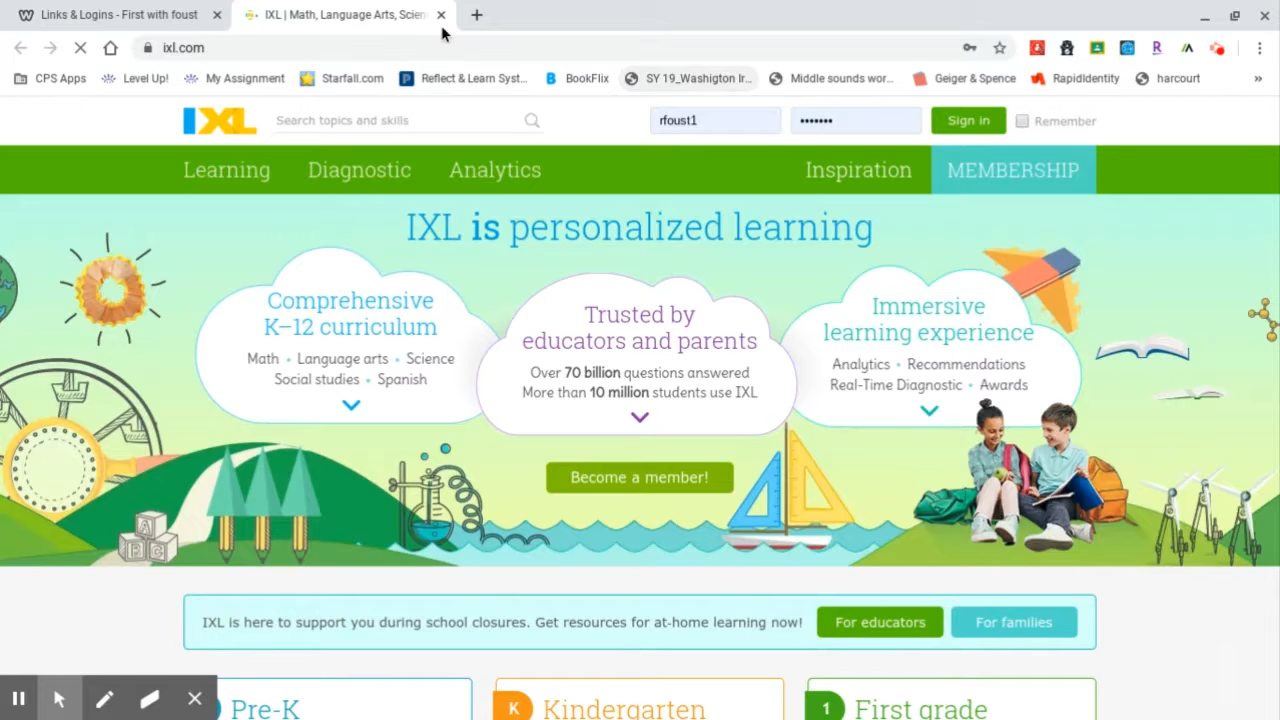 Links & Logins - First with foust
IXL | Math, Language Arts, Scien
ixl.com
CPS Apps
Level Up!
My Assignment
Starfall.com
Reflect & Learn Syst...
BookFlix
SY 19_Washigton Ir...
Middle sounds wor...
Geiger & Spence
RapidIdentity
harcourt
»
IXL
Search topics and skills
rfoust1
•••••••
Sign in
Remember
Learning
Diagnostic
Analytics
Inspiration
MEMBERSHIP
IXL is personalized learning
Comprehensive
K–12 curriculum
Math • Language arts • Science
Social studies • Spanish
Trusted by
educators and parents
Over 70 billion questions answered
More than 10 million students use IXL
Immersive
learning experience
Analytics • Recommendations
Real-Time Diagnostic • Awards
Become a member!
A
B C
IXL is here to support you during school closures. Get resources for at-home learning now!
For educators
For families
Pre-K
K Kindergarten
1 First grade